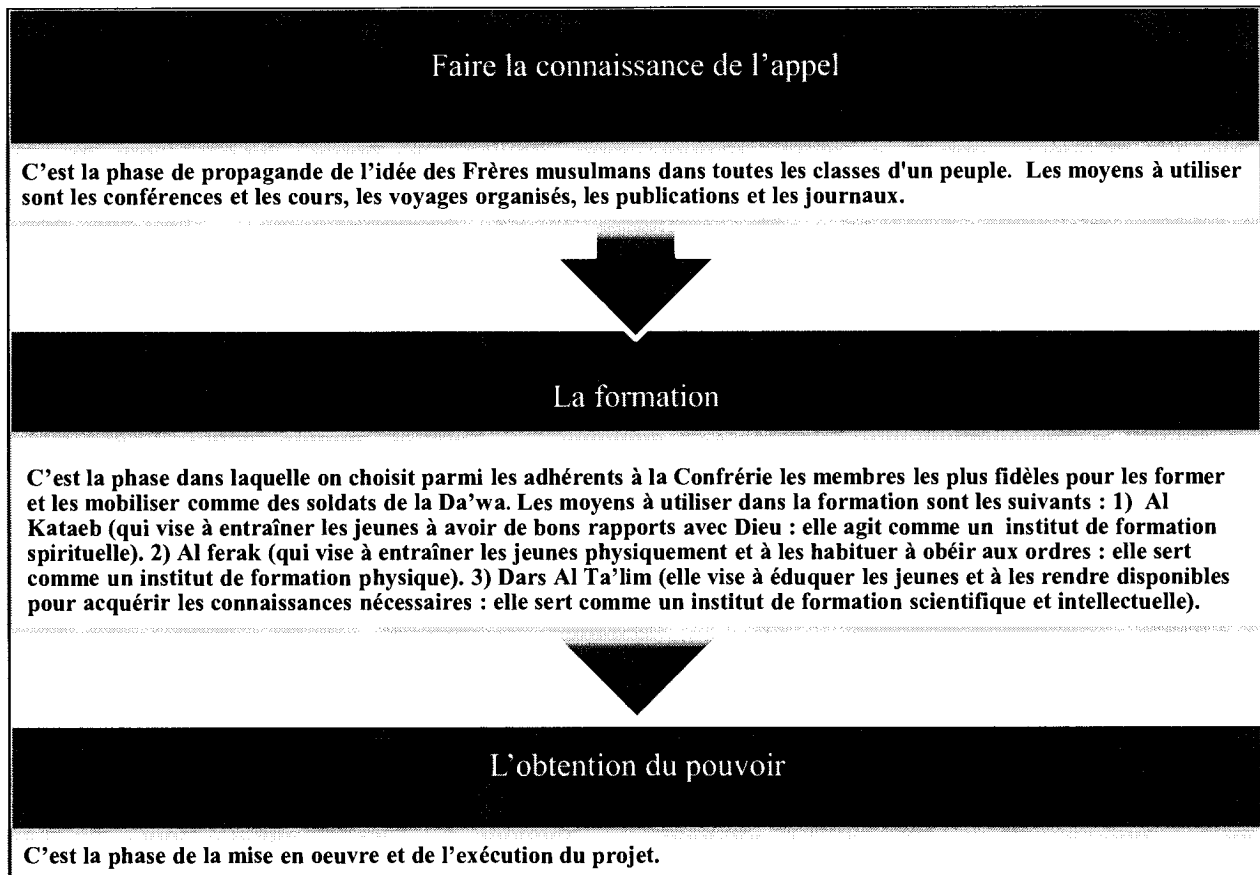 Faire la connaissance de l'appel
C'est la phase de propagande de l'idée des Frères musulmans dans toutes les classes d'un peuple. Les moyens à utiliser
sont les conférences et les cours, les voyages organisés, les publications et les journaux.
La formation
C'est la phase dans laquelle on choisit parmi les adhérents à la Confrérie les membres les plus fidèles pour les former
et les mobiliser comme des soldats de la Da'wa. Les moyens à utiliser dans la formation sont les suivants : 1) Al
Kataeb (qui vise à entraîner les jeunes à avoir de bons rapports avec Dieu : elle agit comme un institut de formation
spirituelle). 2) Al ferak (qui vise à entraîner les jeunes physiquement et à les habituer à obéir aux ordres : elle sert
comme un institut de formation physique). 3) Dars Al Ta'lim (elle vise à éduquer les jeunes et à les rendre disponibles
pour acquérir les connaissances nécessaires : elle sert comme un institut de formation scientifique et intellectuelle).
L'obtention du pouvoir
C'est la phase de la mise en oeuvre et de l'exécution du projet.